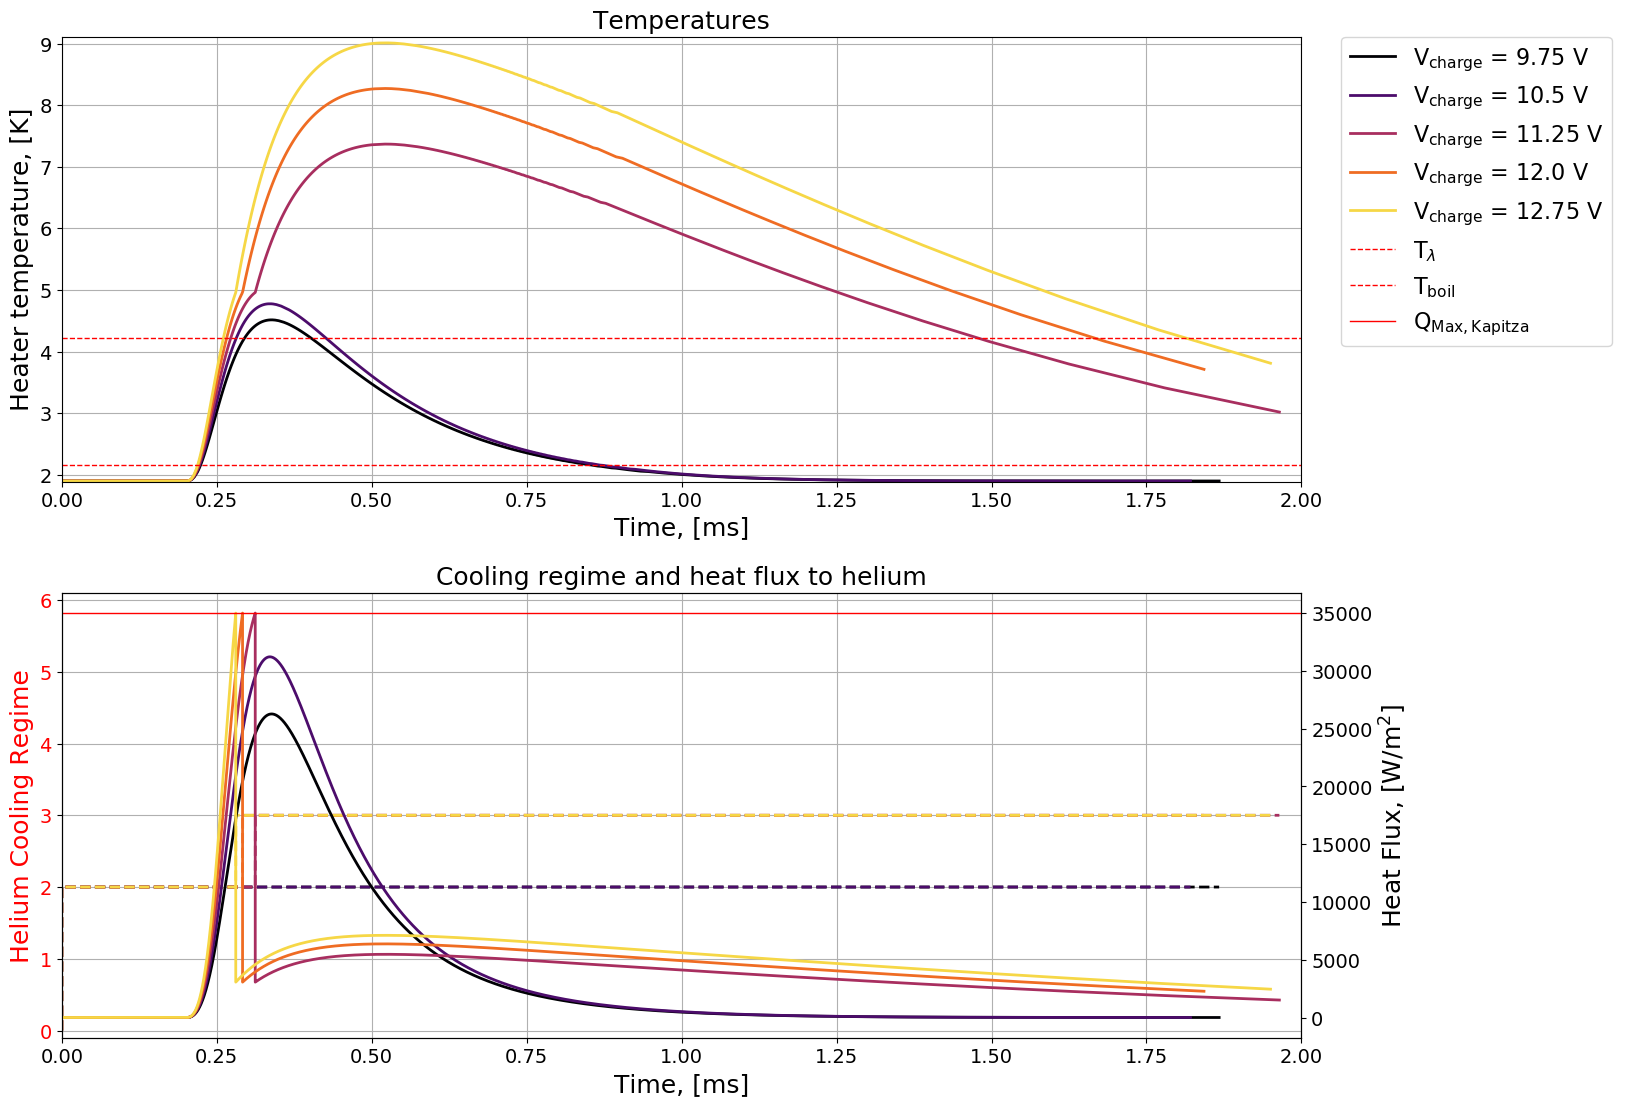 Temperatures
Heater temperature, [K]
9
8
7
6
5
4
3
2
0.00 0.25 0.50 0.75 1.00 1.25 1.50 1.75 2.00
Time, [ms]
V_charge = 9.75 V
V_charge = 10.5 V
V_charge = 11.25 V
V_charge = 12.0 V
V_charge = 12.75 V
T_λ
T_boil
Q_Max, Kapitza
Cooling regime and heat flux to helium
Helium Cooling Regime
6
5
4
3
2
1
0
35000
30000
25000
20000
15000
10000
5000
0
Heat Flux, [W/m²]
0.00 0.25 0.50 0.75 1.00 1.25 1.50 1.75 2.00
Time, [ms]